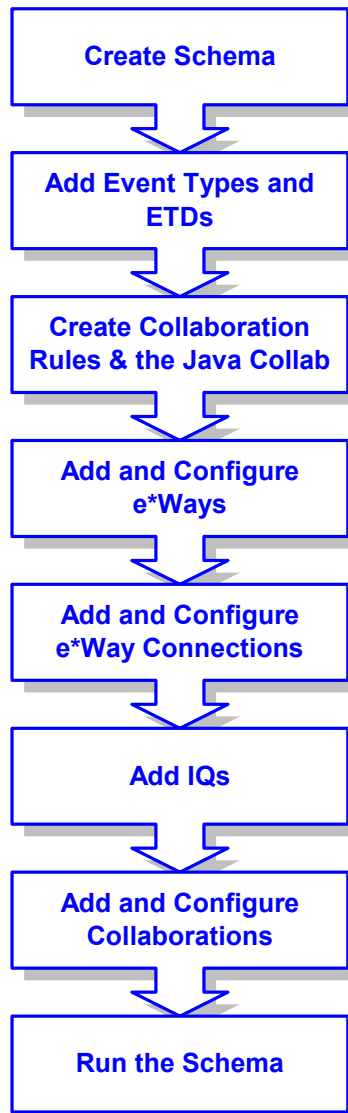 Create Schema
Add Event Types and
ETDs
Create Collaboration
Rules & the Java Collab
Add and Configure
e*Ways
Add and Configure
e*Way Connections
Add IQs
Add and Configure
Collaborations
Run the Schema